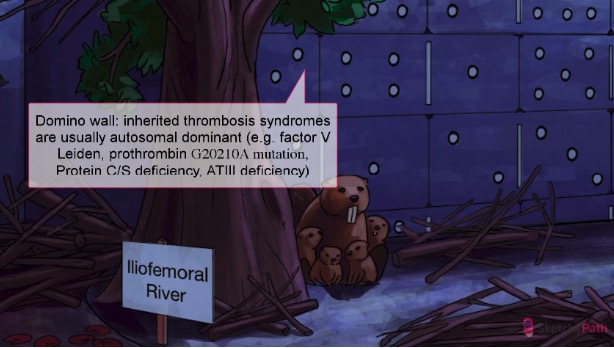 Domino wall: inherited thrombosis syndromes
are usually autosomal dominant (e.g. factor V
Leiden, prothrombin G20210A mutation,
Protein C/S deficiency, ATIII deficiency)
Iliofemoral
River
SketchyPath